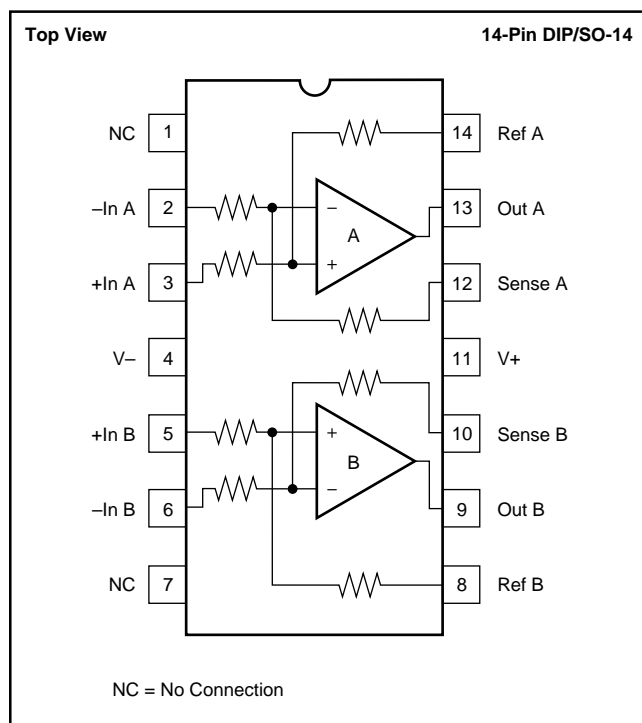 Top View 14-Pin DIP/SO-14
NC 1 14 Ref A
–In A 2 – 13 Out A
A
+In A 3 + 12 Sense A
V– 4 11 V+
+In B 5 + 10 Sense B
B
–In B 6 – 9 Out B
NC 7 8 Ref B
NC = No Connection